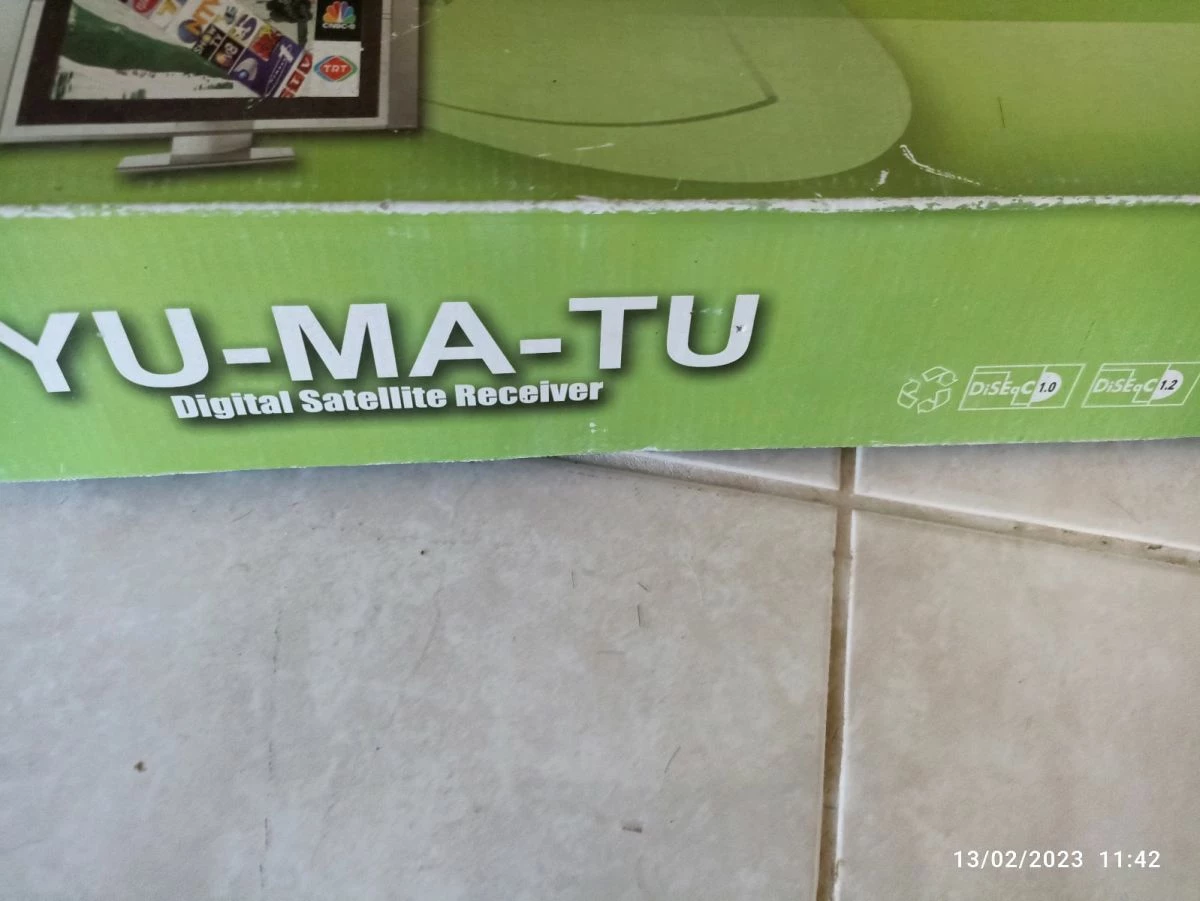 CNBC-e
TRT
YU-MA-TU
Digital Satellite Receiver
DiSEqC 1.0
DiSEqC 1.2
13/02/2023 11:42